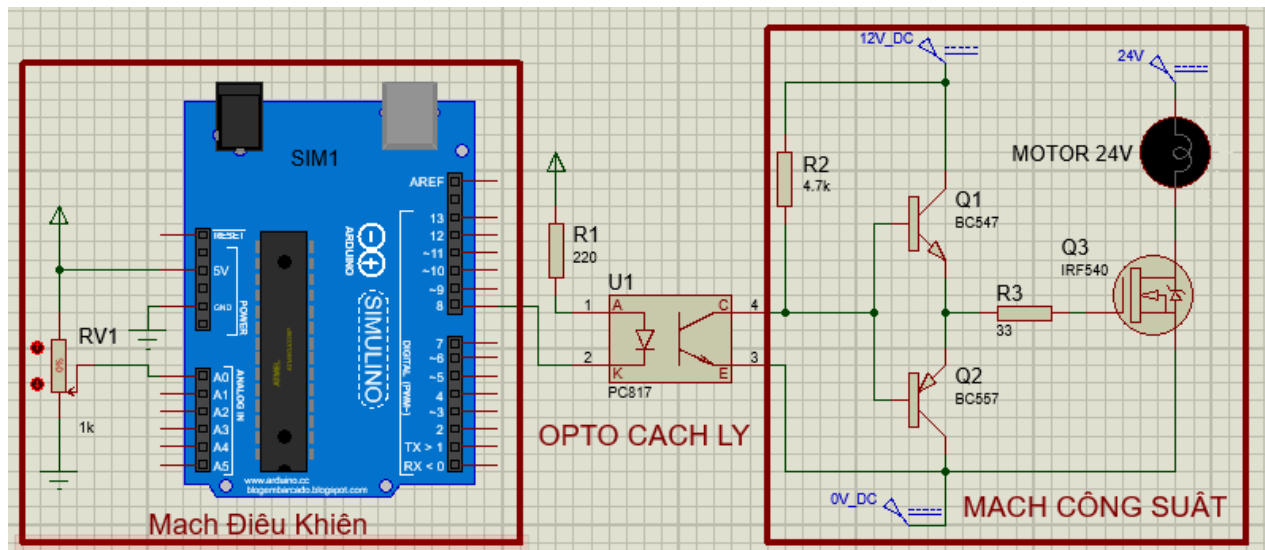 12V_DC
24V
SIM1
AREF
13
12
~11
~10
~9
8
7
~6
~5
4
~3
2
TX > 1
RX < 0
DIGITAL (PWM~)
ARDUINO
SIMULINO
RESET
5V
GND
POWER
A0
A1
A2
A3
A4
A5
ANALOG IN
www.arduino.cc
blogembarcado.blogspot.com
RV1
1k
Mach Điêu Khiên
R1
220
U1
1
A
2
K
C
4
E
3
PC817
OPTO CACH LY
R2
4.7k
Q1
BC547
MOTOR 24V
Q3
IRF540
R3
33
Q2
BC557
0V_DC
MACH CÔNG SUÂT